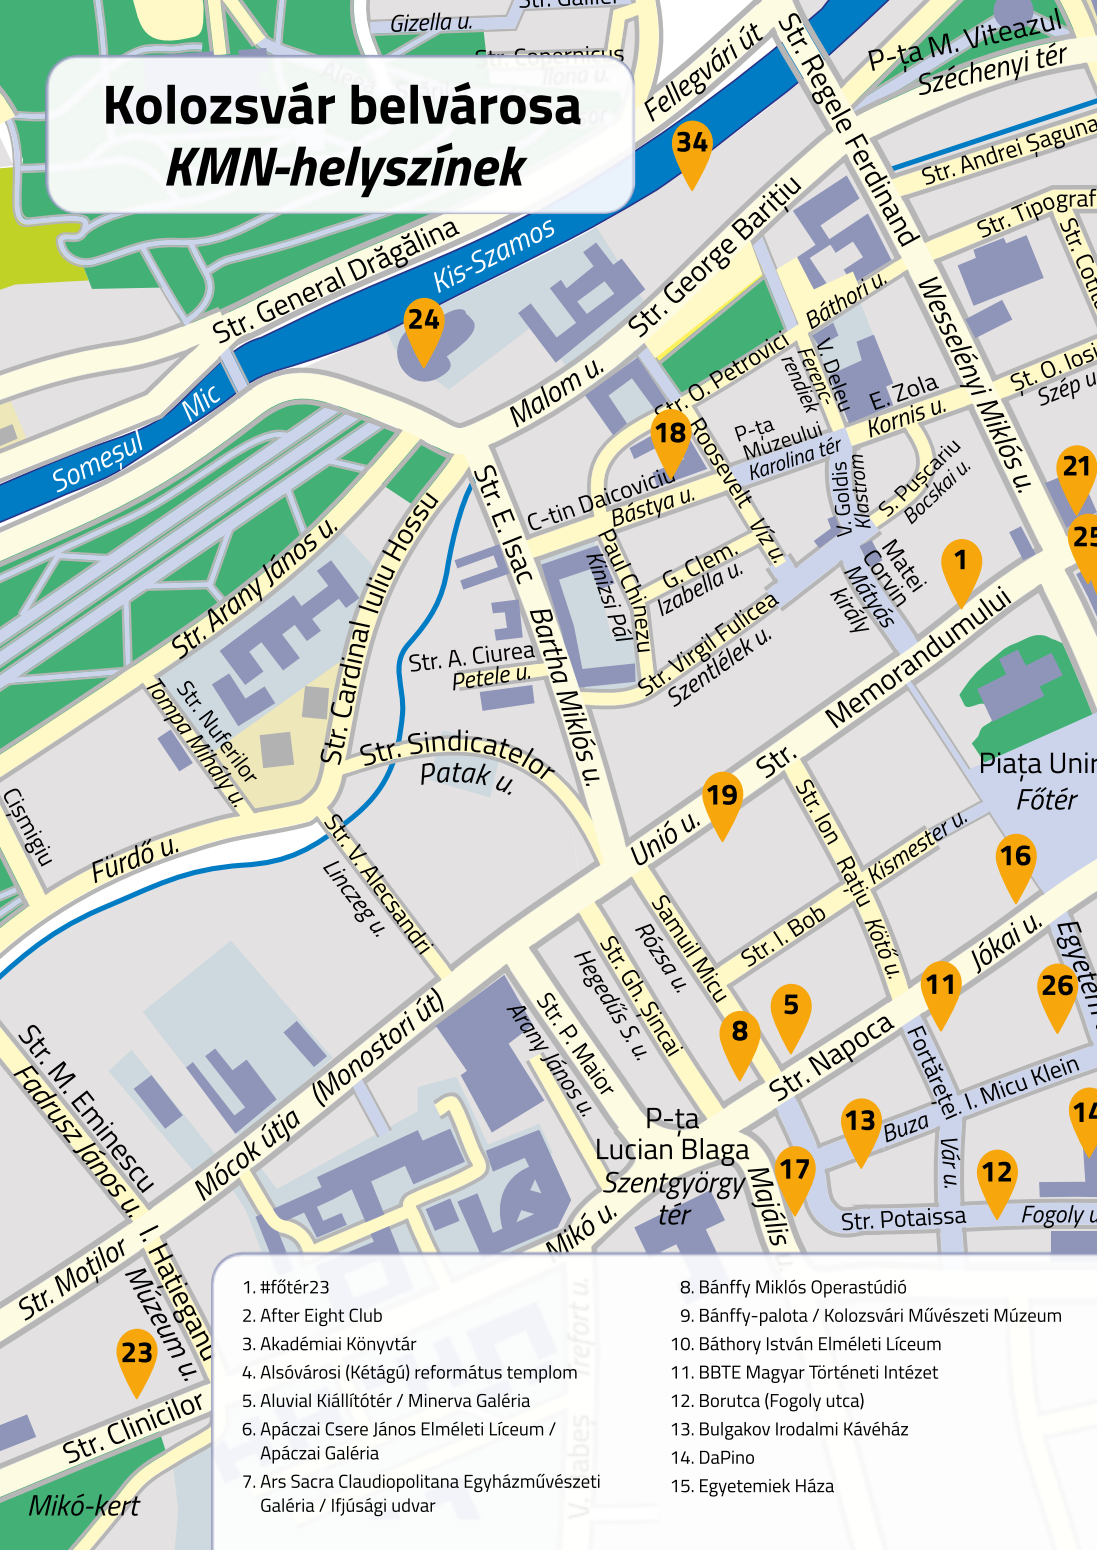 Gizella u.
Str. Copernicus
Fellegvári út
Str. Regele Ferdinand
P-ța M. Viteazul
Széchenyi tér
Kolozsvár belvárosa
KMN-helyszínek
34
Str. Andrei Șaguna
Str. General Drăgălina
Kis-Szamos
Str. George Barițiu
Str. Tipograf
24
Báthori u.
Wesselényi Miklós u.
Someșul Mic
Malom u.
Str. O. Petrovici
Ferenc-
rendiek
V. Deleu
E. Zola
Kornis u.
St. O. Iosi
Szép u
18
Roosevelt
Víz u.
P-ța
Muzeului
Karolina tér
C-tin Daicoviciu
Bástya u.
V. Goldis
Klastrom
S. Pușcariu
Bocskai u.
21
25
1
Str. E. Isac
Bartha Miklós u.
Paul Chinezu
Kinizsi Pál
G. Clem.
Izabella u.
Matei
Corvin
Mátyás
király
Str. Arany János u.
Str. Cardinal Iuliu Hossu
Str. A. Ciurea
Petele u.
Str. Virgil Fulicea
Szentlélek u.
Memorandumului
Str. Nuferilor
Tompa Mihály u.
Str. Sindicatelor
Patak u.
Str.
Unió u.
Piața Unir
Főtér
19
Cișmigiu
Fürdő u.
Str. V. Alecsandri
Linczeg u.
Str. Ion Rațiu
Kötő u.
Kismester u.
16
Samuil Micu
Rózsa u.
Str. I. Bob
Jókai u.
Egyetem
Str. Gh. Șincai
Hegedűs S. u.
11
26
5
8
Str. P. Maior
Arany János u.
Str. Napoca
Str. M. Eminescu
Fadrusz János u.
Mócok útja (Monostori út)
Fortăreței
Vár u.
I. Micu Klein
Buza
13
14
P-ța
Lucian Blaga
Szentgyörgy
tér
17
12
Majális
Mikó u.
Str. Potaissa
Fogoly u
Str. Moților
I. Hațieganu
Múzeum u.
23
Str. Clinicilor
Mikó-kert
1. #főtér23
2. After Eight Club
3. Akadémiai Könyvtár
4. Alsóvárosi (Kétágú) református templom
5. Aluvial Kiállítótér / Minerva Galéria
6. Apáczai Csere János Elméleti Líceum /
Apáczai Galéria
7. Ars Sacra Claudiopolitana Egyházművészeti
Galéria / Ifjúsági udvar
8. Bánffy Miklós Operastúdió
9. Bánffy-palota / Kolozsvári Művészeti Múzeum
10. Báthory István Elméleti Líceum
11. BBTE Magyar Történeti Intézet
12. Borutca (Fogoly utca)
13. Bulgakov Irodalmi Kávéház
14. DaPino
15. Egyetemiek Háza